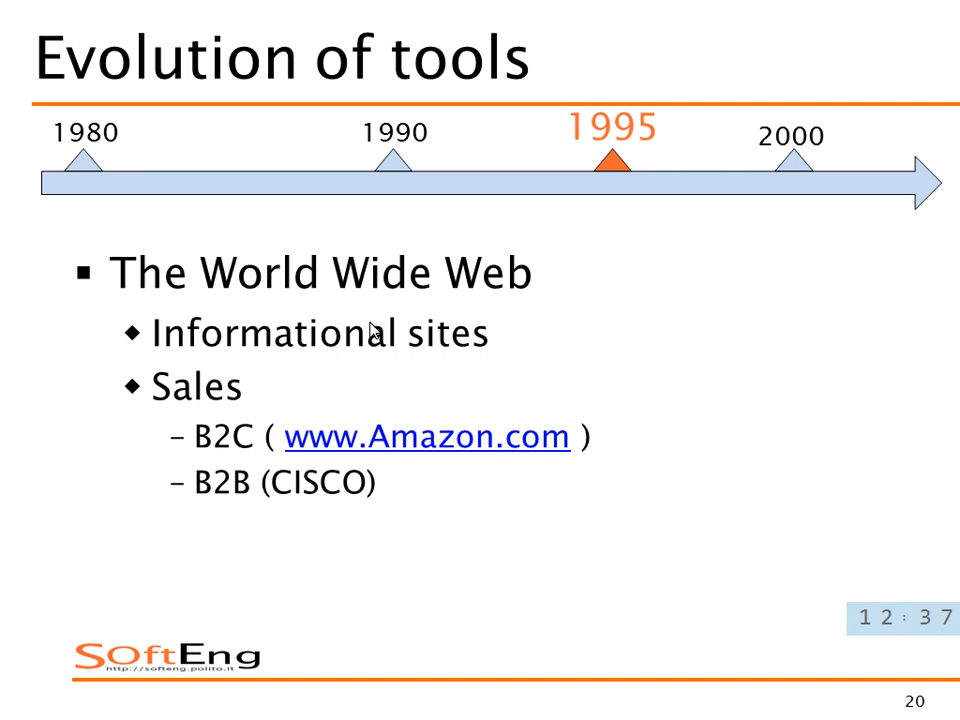 Evolution of tools
1980 1990 1995 2000
▪ The World Wide Web
◆ Informational sites
◆ Sales
– B2C ( www.Amazon.com )
– B2B (CISCO)
12:37
SOftEng
http://softeng.polito.it
20